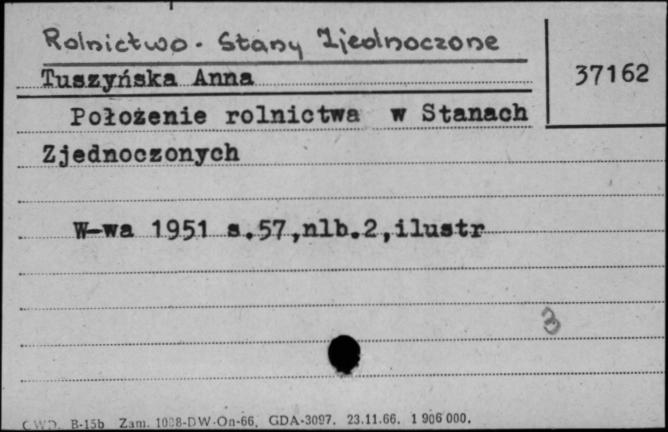 Rolnictwo. Stany Zjednoczone
Tuszyńska Anna
37162
Położenie rolnictwa w Stanach
Zjednoczonych
W-wa 1951 s.57,nlb.2,ilustr
3
CWD. B-15b Zam. 1038-DW-On-66. GDA-3097. 23.11.66. 1 906 000.